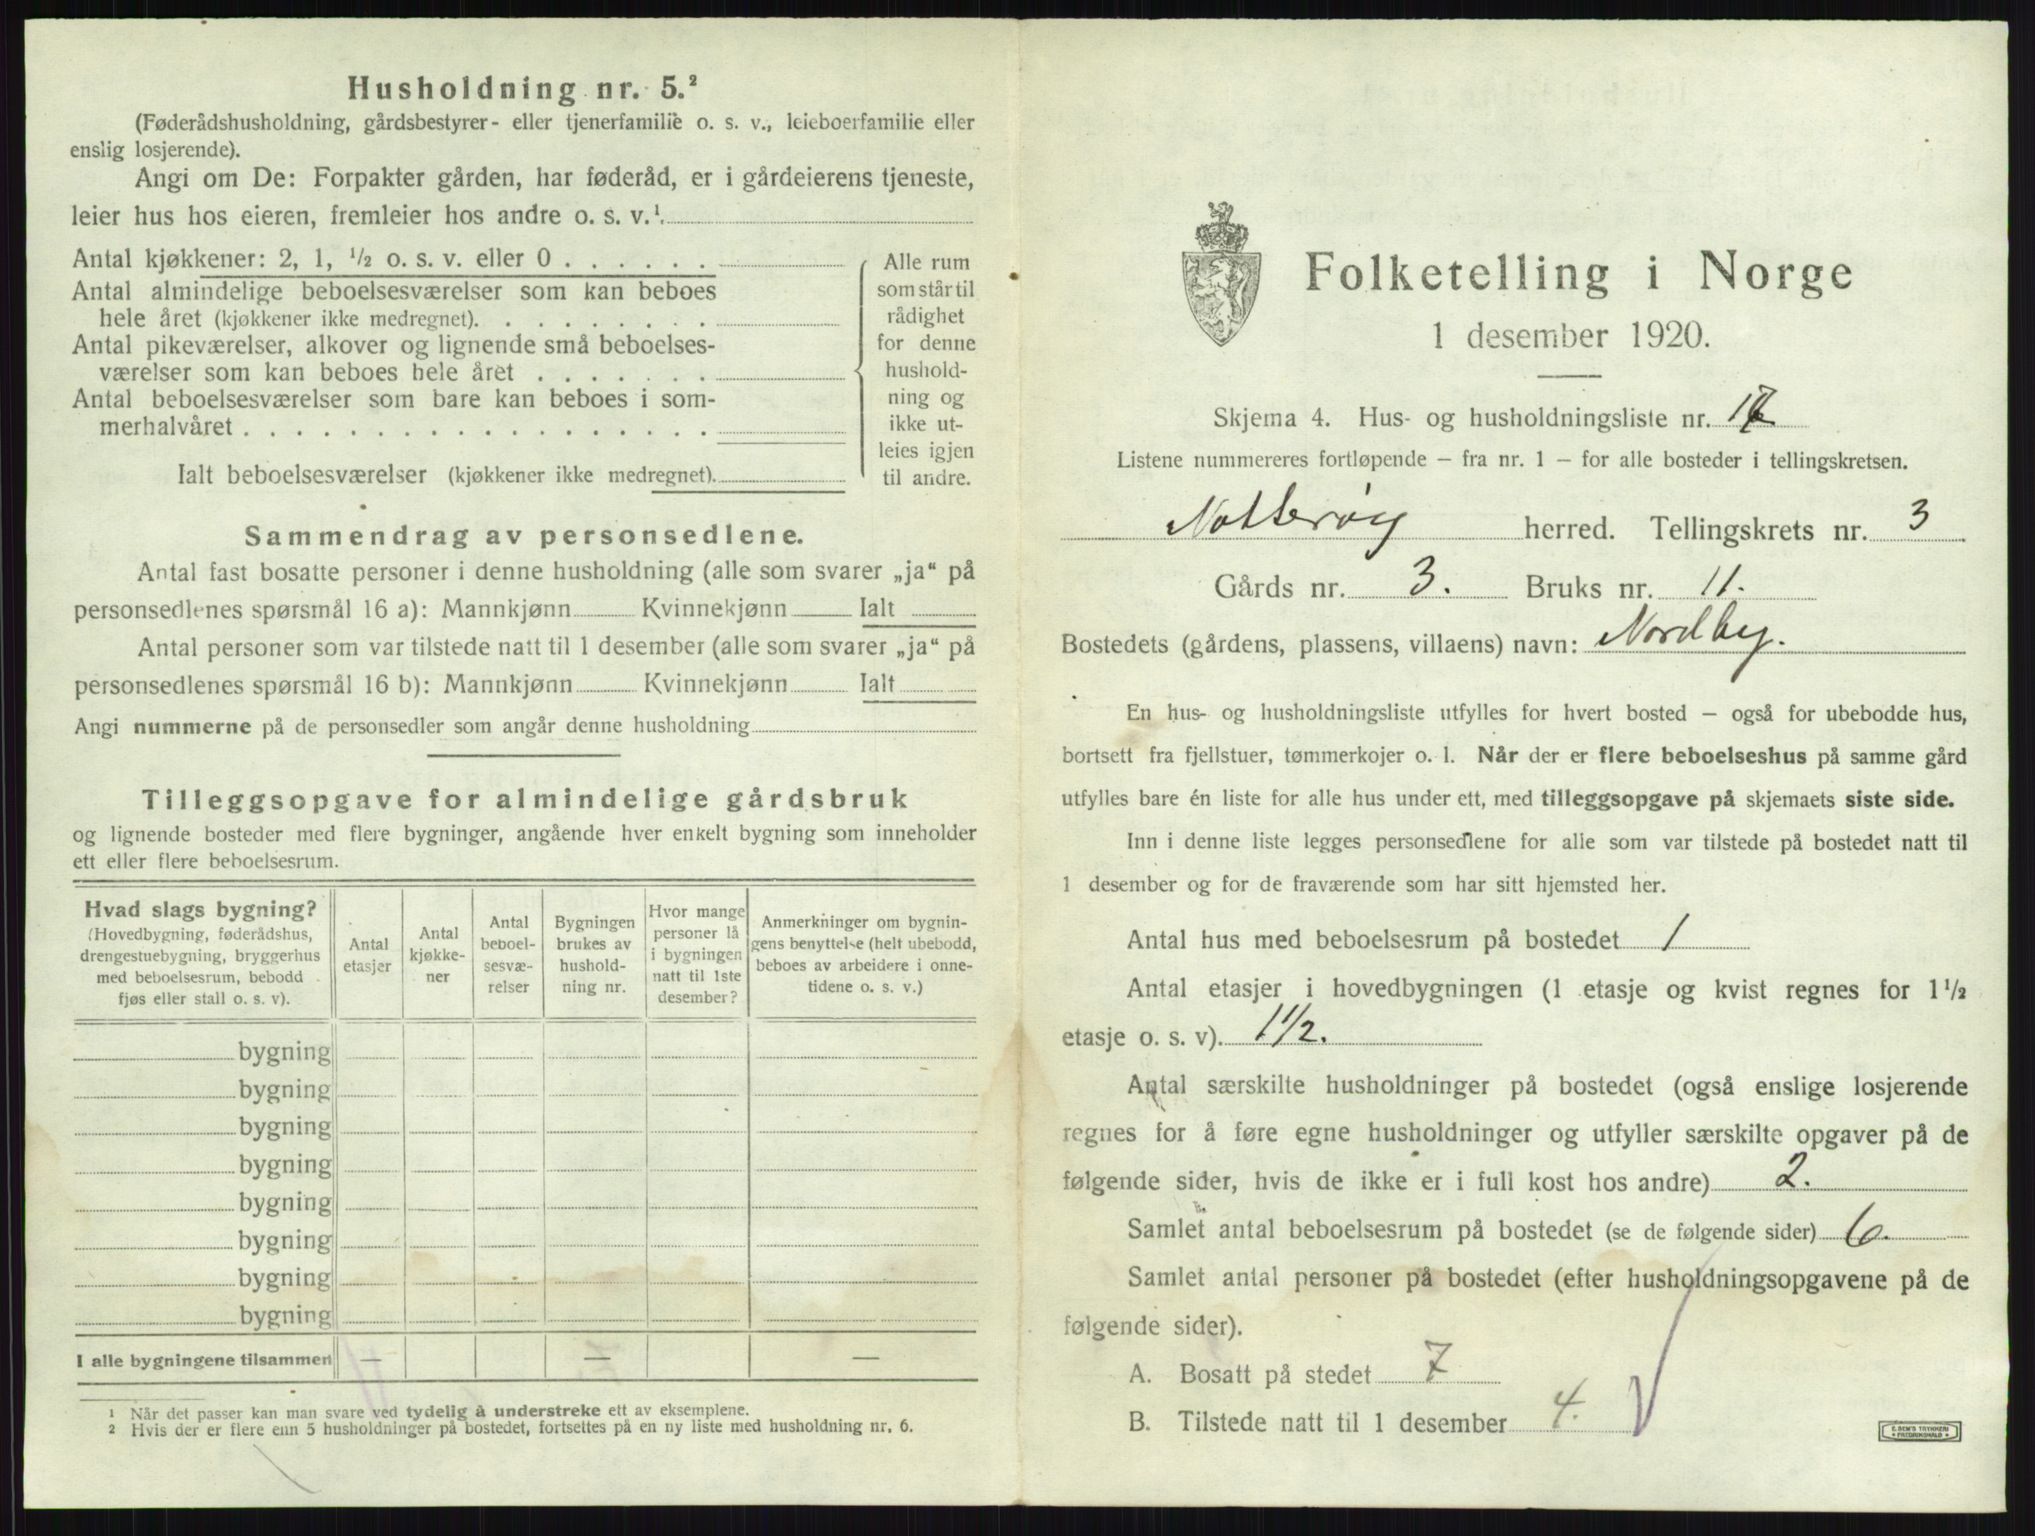 Husholdning nr. 5.²
(Føderådshusholdning, gårdsbestyrer- eller tjenerfamilie o. s. v., leieboerfamilie eller
enslig losjerende).
Angi om De: Forpakter gården, har føderåd, er i gårdeierens tjeneste,
leier hus hos eieren, fremleier hos andre o. s. v.¹.
Antal kjøkkener: 2, 1, ½ o. s. v. eller 0 . . . . . .
Antal almindelige beboelsesværelser som kan beboes
hele året (kjøkkener ikke medregnet). . . . . . . . .
Antal pikeværelser, alkover og lignende små beboelses-
værelser som kan beboes hele året . . . . . . .
Antal beboelsesværelser som bare kan beboes i som-
merhalvåret . . . . . . . . . . . . . . . . . .
Ialt beboelsesværelser (kjøkkener ikke medregnet).
Alle rum
som står til
rådighet
for denne
hushold-
ning og
ikke ut-
leies igjen
til andre.
Sammendrag av personsedlene.
Antal fast bosatte personer i denne husholdning (alle som svarer „ja“ på
personsedlenes spørsmål 16 a): Mannkjønn Kvinnekjønn Ialt
Antal personer som var tilstede natt til 1 desember (alle som svarer „ja“ på
personsedlenes spørsmål 16 b): Mannkjønn Kvinnekjønn Ialt
Angi nummerne på de personsedler som angår denne husholdning
Tilleggsopgave for almindelige gårdsbruk
og lignende bosteder med flere bygninger, angående hver enkelt bygning som inneholder
ett eller flere beboelsesrum.
Hvad slags bygning?
(Hovedbygning, føderådshus,
drengestuebygning, bryggerhus
med beboelsesrum, bebodd
fjøs eller stall o. s. v).
Antal
etasjer
Antal
kjøkke-
ner
Antal
beboel-
sesvæ-
relser
Bygningen
brukes av
hushold-
ning nr.
Hvor mange
personer lå
i bygningen
natt til 1ste
desember?
Anmerkninger om bygnin-
gens benyttelse (helt ubebodd,
beboes av arbeidere i onne-
tidene o. s. v.)
bygning
bygning
bygning
bygning
bygning
bygning
bygning
bygning
I alle bygningene tilsammen — — —
¹ Når det passer kan man svare ved tydelig å understreke ett av eksemplene.
² Hvis der er flere enn 5 husholdninger på bostedet, fortsettes på en ny liste med husholdning nr. 6.
Folketelling i Norge
1 desember 1920.
Skjema 4. Hus- og husholdningsliste nr. 17
Listene nummereres fortløpende — fra nr. 1 — for alle bosteder i tellingskretsen.
Nøtterøy herred. Tellingskrets nr. 3
Gårds nr. 3. Bruks nr. 11.
Bostedets (gårdens, plassens, villaens) navn: Nordby.
En hus- og husholdningsliste utfylles for hvert bosted — også for ubebodde hus,
bortsett fra fjellstuer, tømmerkojer o. l. Når der er flere beboelseshus på samme gård
utfylles bare én liste for alle hus under ett, med tilleggsopgave på skjemaets siste side.
Inn i denne liste legges personsedlene for alle som var tilstede på bostedet natt til
1 desember og for de fraværende som har sitt hjemsted her.
Antal hus med beboelsesrum på bostedet 1
Antal etasjer i hovedbygningen (1 etasje og kvist regnes for 1½
etasje o. s. v). 1½.
Antal særskilte husholdninger på bostedet (også enslige losjerende
regnes for å føre egne husholdninger og utfyller særskilte opgaver på de
følgende sider, hvis de ikke er i full kost hos andre) 2.
Samlet antal beboelsesrum på bostedet (se de følgende sider) 6.
Samlet antal personer på bostedet (efter husholdningsopgavene på de
følgende sider).
A. Bosatt på stedet 7
B. Tilstede natt til 1 desember 4.
E. SEM'S TRYKKERI
FREDRIKSHALD